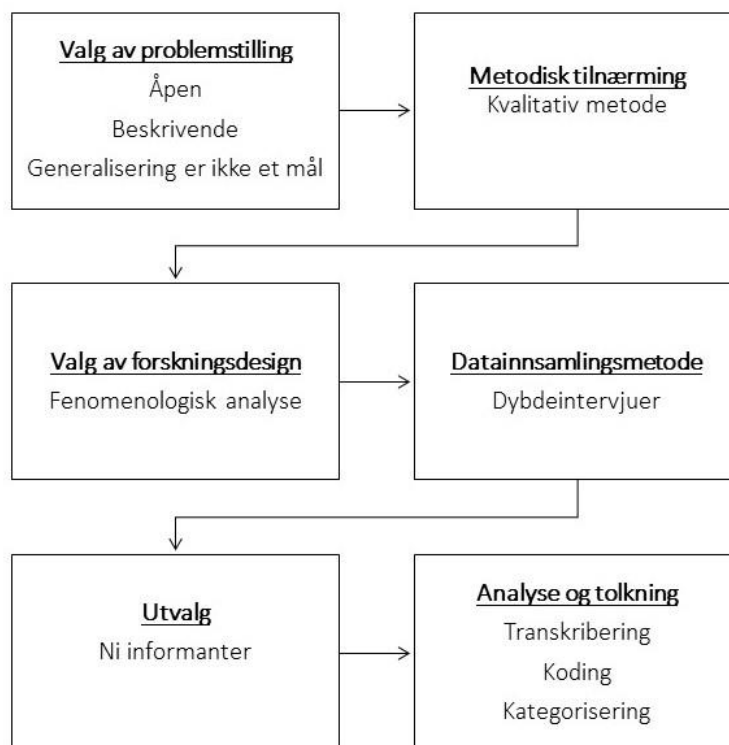 Valg av problemstilling
Åpen
Beskrivende
Generalisering er ikke et mål
Metodisk tilnærming
Kvalitativ metode
Valg av forskningsdesign
Fenomenologisk analyse
Datainnsamlingsmetode
Dybdeintervjuer
Utvalg
Ni informanter
Analyse og tolkning
Transkribering
Koding
Kategorisering